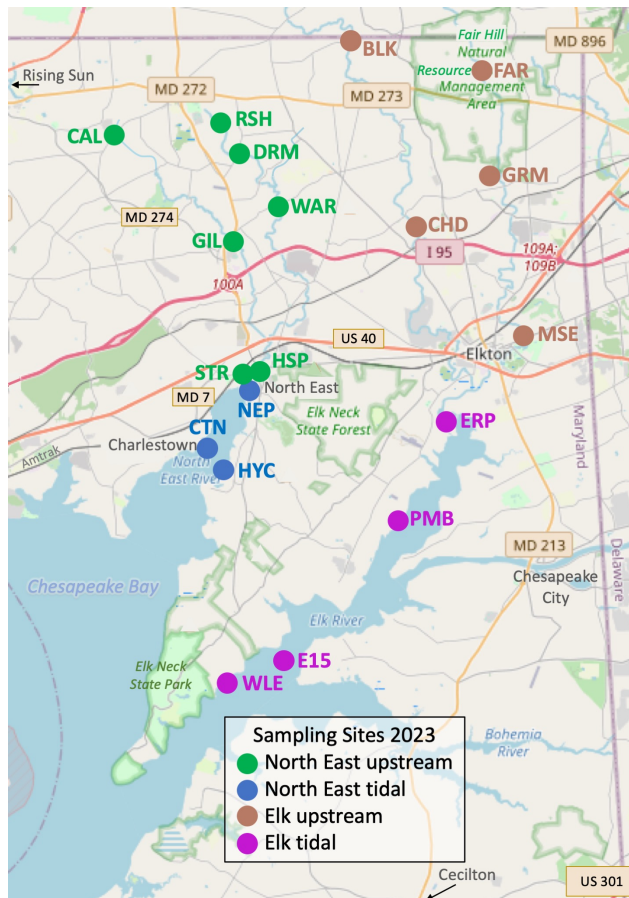 Fair Hill
Natural
Resource
Management
Area
MD 896
BLK
FAR
Rising Sun
MD 272
MD 273
RSH
CAL
DRM
GRM
WAR
MD 274
CHD
GIL
I 95
109A;
109B
100A
US 40
MSE
Elkton
HSP
STR
North East
MD 7
NEP
Elk Neck
State Forest
CTN
ERP
Charlestown
Maryland
Amtrak
North
East River
HYC
PMB
MD 213
Delaware
Chesapeake
City
Chesapeake Bay
Elk River
E15
Elk Neck
State Park
WLE
Sampling Sites 2023
North East upstream
North East tidal
Elk upstream
Elk tidal
Bohemia
River
Cecilton
US 301